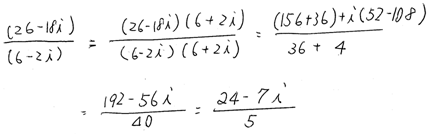 (26-18i)/(6-2i) = (26-18i)(6+2i)/(6-2i)(6+2i) = (156+36)+i(52-108)/36+4
= 192-56i/40 = 24-7i/5